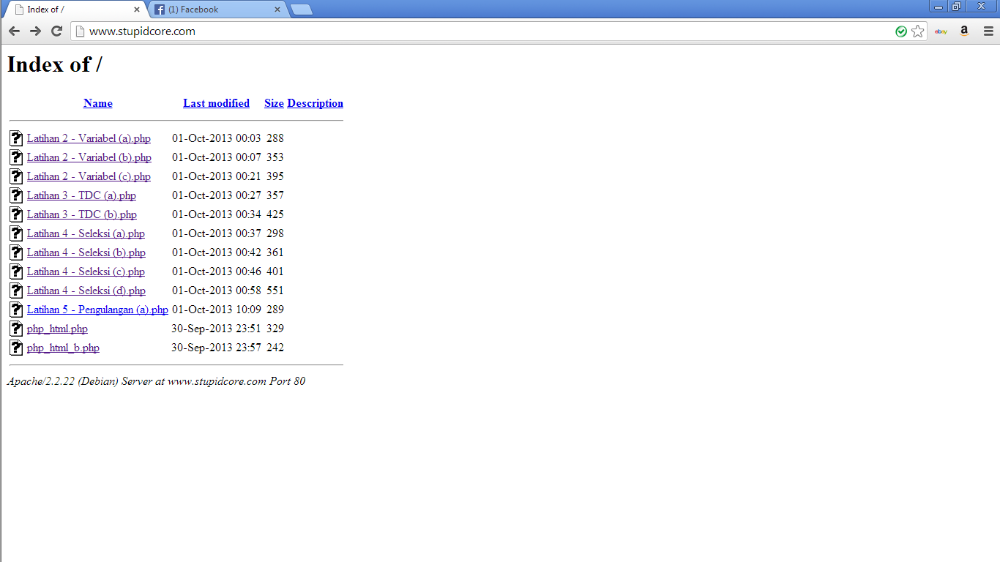 Index of /
(1) Facebook
www.stupidcore.com
ebay
a
Index of /
Name Last modified Size Description
Latihan 2 - Variabel (a).php 01-Oct-2013 00:03 288
Latihan 2 - Variabel (b).php 01-Oct-2013 00:07 353
Latihan 2 - Variabel (c).php 01-Oct-2013 00:21 395
Latihan 3 - TDC (a).php 01-Oct-2013 00:27 357
Latihan 3 - TDC (b).php 01-Oct-2013 00:34 425
Latihan 4 - Seleksi (a).php 01-Oct-2013 00:37 298
Latihan 4 - Seleksi (b).php 01-Oct-2013 00:42 361
Latihan 4 - Seleksi (c).php 01-Oct-2013 00:46 401
Latihan 4 - Seleksi (d).php 01-Oct-2013 00:58 551
Latihan 5 - Pengulangan (a).php 01-Oct-2013 10:09 289
php_html.php 30-Sep-2013 23:51 329
php_html_b.php 30-Sep-2013 23:57 242
Apache/2.2.22 (Debian) Server at www.stupidcore.com Port 80